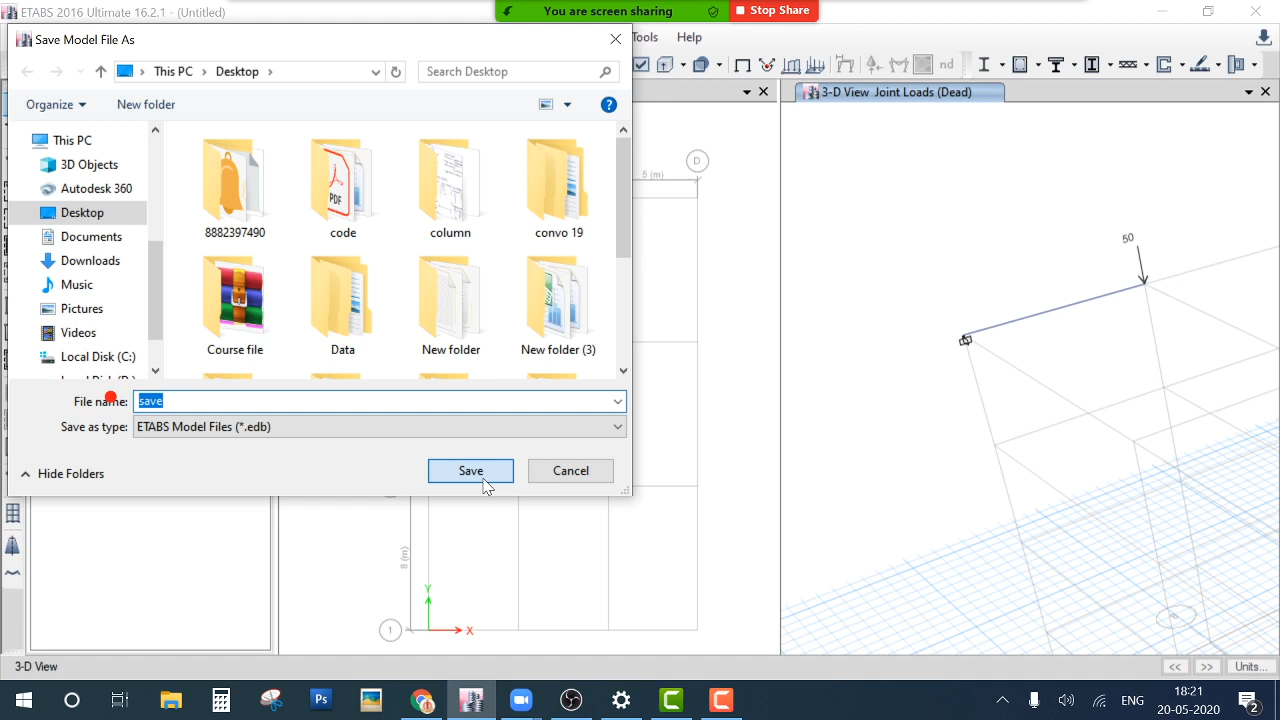 ETABS 2016 Ultimate 16.2.1 - (Untitled)
You are screen sharing
Stop Share
Save Model File As
Tools
Help
This PC
Desktop
Search Desktop
Organize
New folder
nd
3-D View Joint Loads (Dead)
This PC
3D Objects
Autodesk 360
Desktop
Documents
Downloads
Music
Pictures
Videos
Local Disk (C:)
8882397490
code
column
convo 19
PDF
Course file
Data
New folder
New folder (3)
File name:
save
Save as type:
ETABS Model Files (*.edb)
Hide Folders
Save
Cancel
D
5 (m)
50
8 (m)
Y
X
1
3-D View
<<
>>
Units...
Ps
ENG
18:21
20-05-2020
2